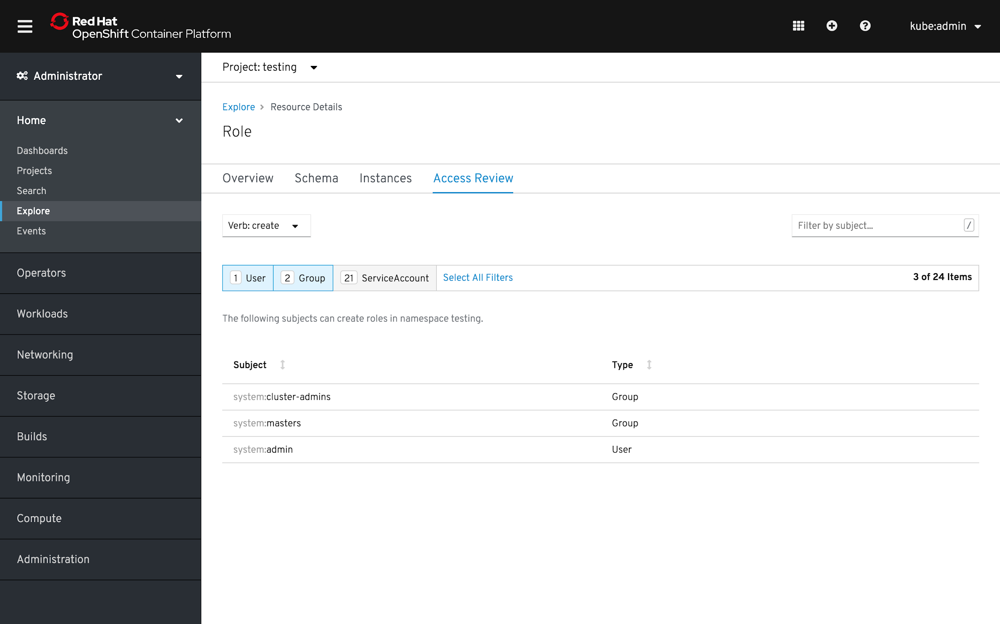 Red Hat
OpenShift Container Platform
kube:admin
Administrator
Home
Dashboards
Projects
Search
Explore
Events
Operators
Workloads
Networking
Storage
Builds
Monitoring
Compute
Administration
Project: testing
Explore > Resource Details
Role
Overview Schema Instances Access Review
Verb: create
Filter by subject... /
1 User 2 Group 21 ServiceAccount Select All Filters 3 of 24 Items
The following subjects can create roles in namespace testing.
Subject Type
system:cluster-admins Group
system:masters Group
system:admin User